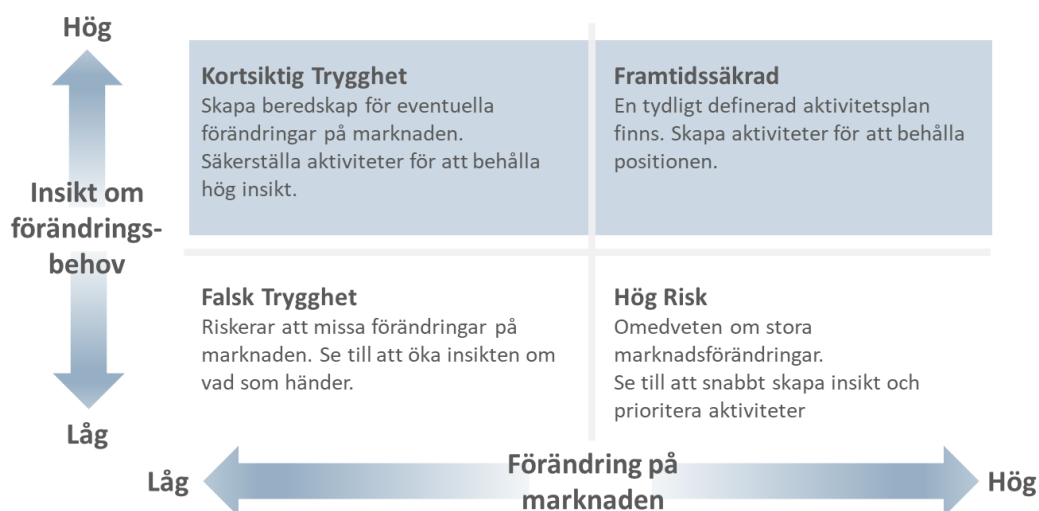 Hög
Insikt om
förändrings-
behov
Låg
Kortsiktig Trygghet
Skapa beredskap för eventuella
förändringar på marknaden.
Säkerställa aktiviteter för att behålla
hög insikt.
Framtidssäkrad
En tydligt definerad aktivitetsplan
finns. Skapa aktiviteter för att behålla
positionen.
Falsk Trygghet
Riskerar att missa förändringar på
marknaden. Se till att öka insikten om
vad som händer.
Hög Risk
Omedveten om stora
marknadsförändringar.
Se till att snabbt skapa insikt och
prioritera aktiviteter
Låg
Förändring på
marknaden
Hög